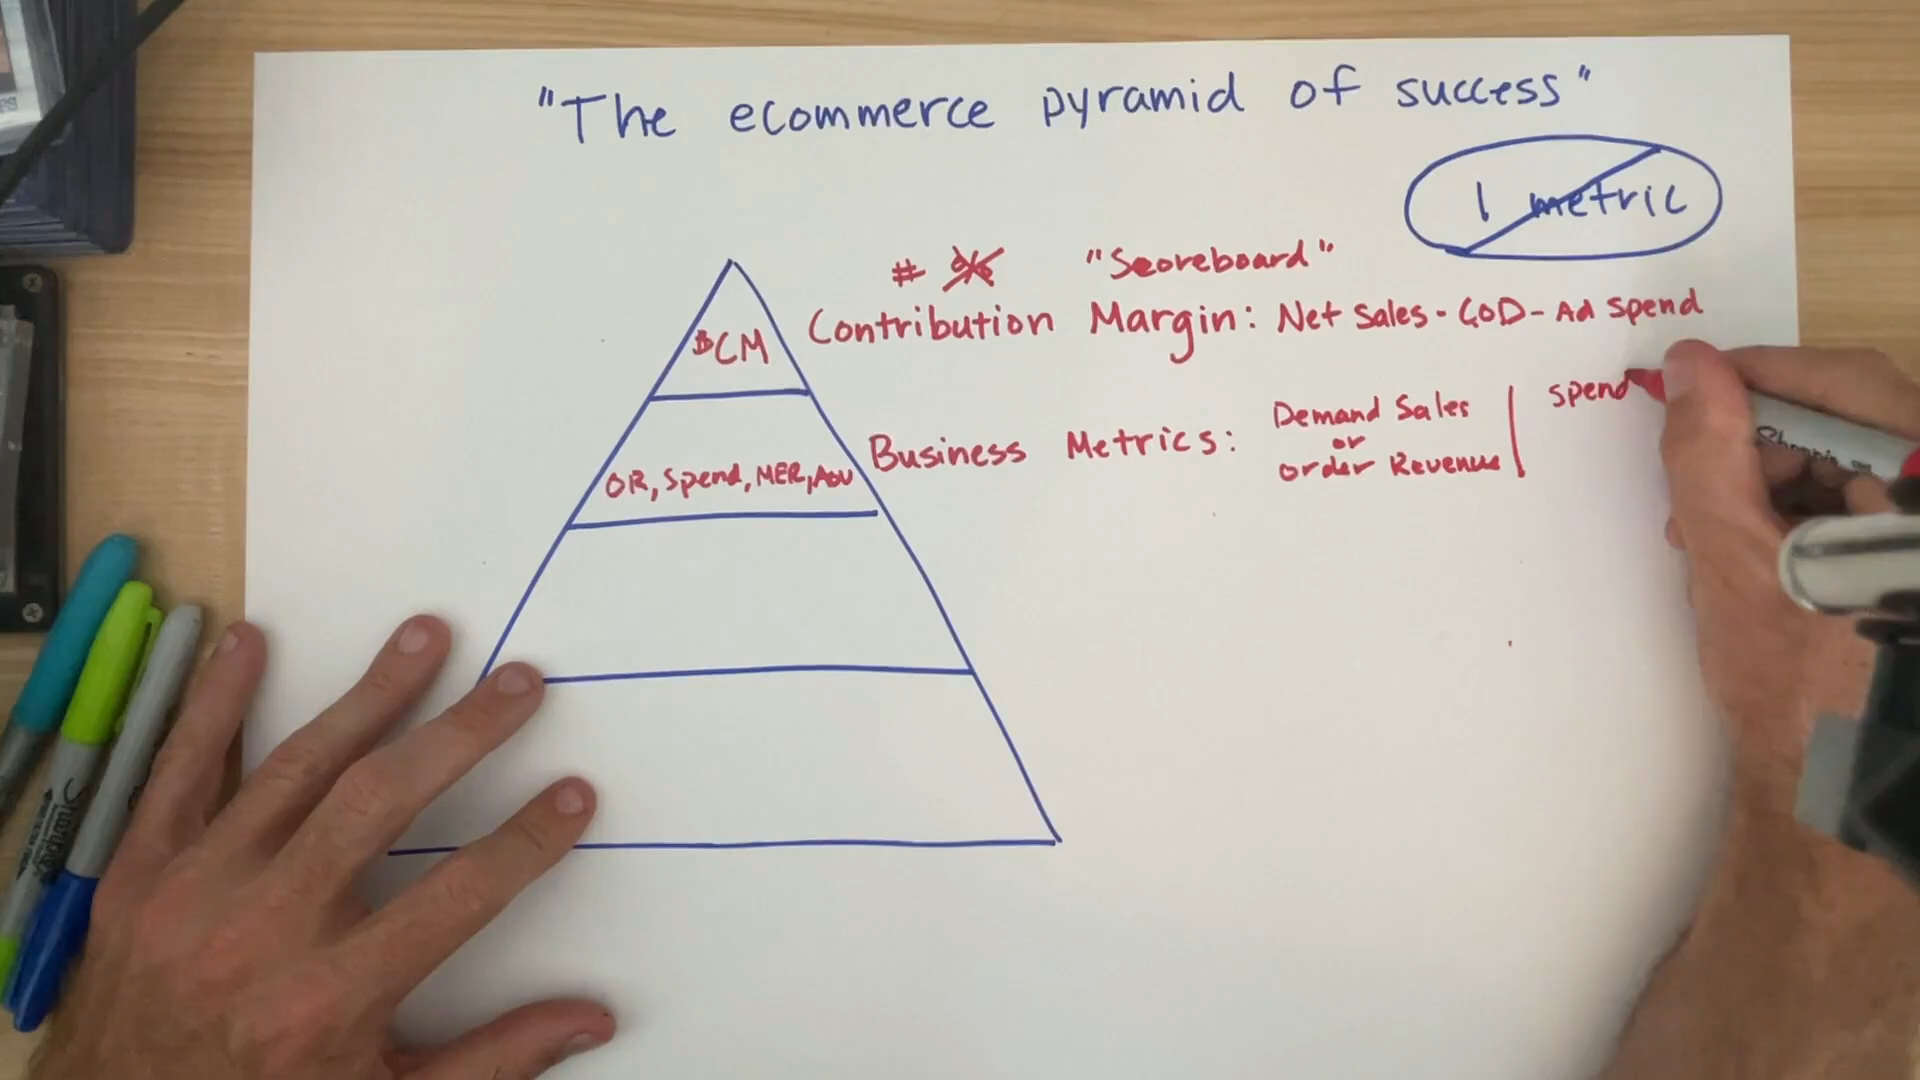 "The ecommerce pyramid of success"
1 metric
# % "Scoreboard"
$CM
Contribution Margin: Net Sales - COD - Ad spend
OR, Spend, MER, AOV
Business Metrics:
Demand Sales
or
order Revenue
spend
Sharpie